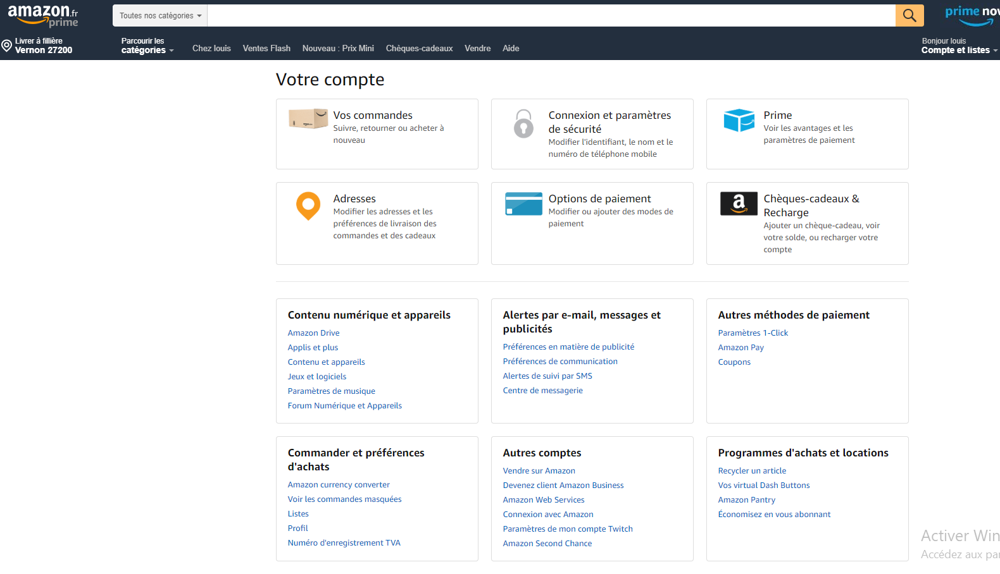 amazon.fr
prime
Toutes nos catégories
prime now
Livrer à fillière
Vernon 27200
Parcourir les
catégories
Chez louis
Ventes Flash
Nouveau : Prix Mini
Chèques-cadeaux
Vendre
Aide
Bonjour louis
Compte et listes
Votre compte
Vos commandes
Suivre, retourner ou acheter à
nouveau
Connexion et paramètres
de sécurité
Modifier l'identifiant, le nom et le
numéro de téléphone mobile
Prime
Voir les avantages et les
paramètres de paiement
Adresses
Modifier les adresses et les
préférences de livraison des
commandes et des cadeaux
Options de paiement
Modifier ou ajouter des modes de
paiement
a
Chèques-cadeaux &
Recharge
Ajouter un chèque-cadeau, voir
votre solde, ou recharger votre
compte
Contenu numérique et appareils
Amazon Drive
Applis et plus
Contenu et appareils
Jeux et logiciels
Paramètres de musique
Forum Numérique et Appareils
Alertes par e-mail, messages et
publicités
Préférences en matière de publicité
Préférences de communication
Alertes de suivi par SMS
Centre de messagerie
Autres méthodes de paiement
Paramètres 1-Click
Amazon Pay
Coupons
Commander et préférences
d'achats
Amazon currency converter
Voir les commandes masquées
Listes
Profil
Numéro d'enregistrement TVA
Autres comptes
Vendre sur Amazon
Devenez client Amazon Business
Amazon Web Services
Connexion avec Amazon
Paramètres de mon compte Twitch
Amazon Second Chance
Programmes d'achats et locations
Recycler un article
Vos virtual Dash Buttons
Amazon Pantry
Économisez en vous abonnant
Activer Win
Accédez aux par